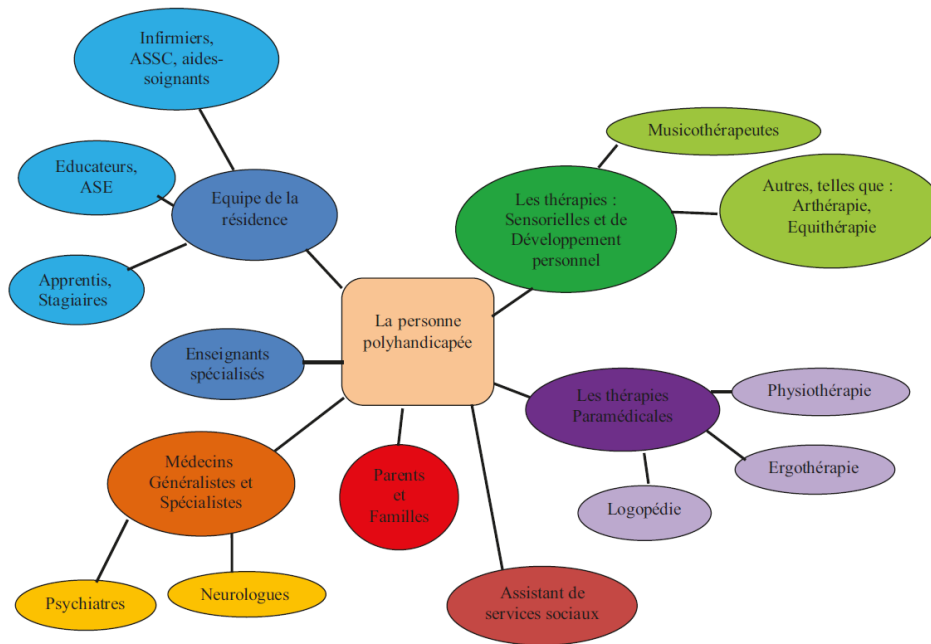 Infirmiers,
ASSC, aides-
soignants
Musicothérapeutes
Educateurs,
ASE
Equipe de la
résidence
Les thérapies :
Sensorielles et de
Développement
personnel
Autres, telles que :
Arthérapie,
Equithérapie
Apprentis,
Stagiaires
La personne
polyhandicapée
Enseignants
spécialisés
Les thérapies
Paramédicales
Physiothérapie
Médecins
Généralistes et
Spécialistes
Parents
et
Familles
Ergothérapie
Logopédie
Psychiatres
Neurologues
Assistant de
services sociaux